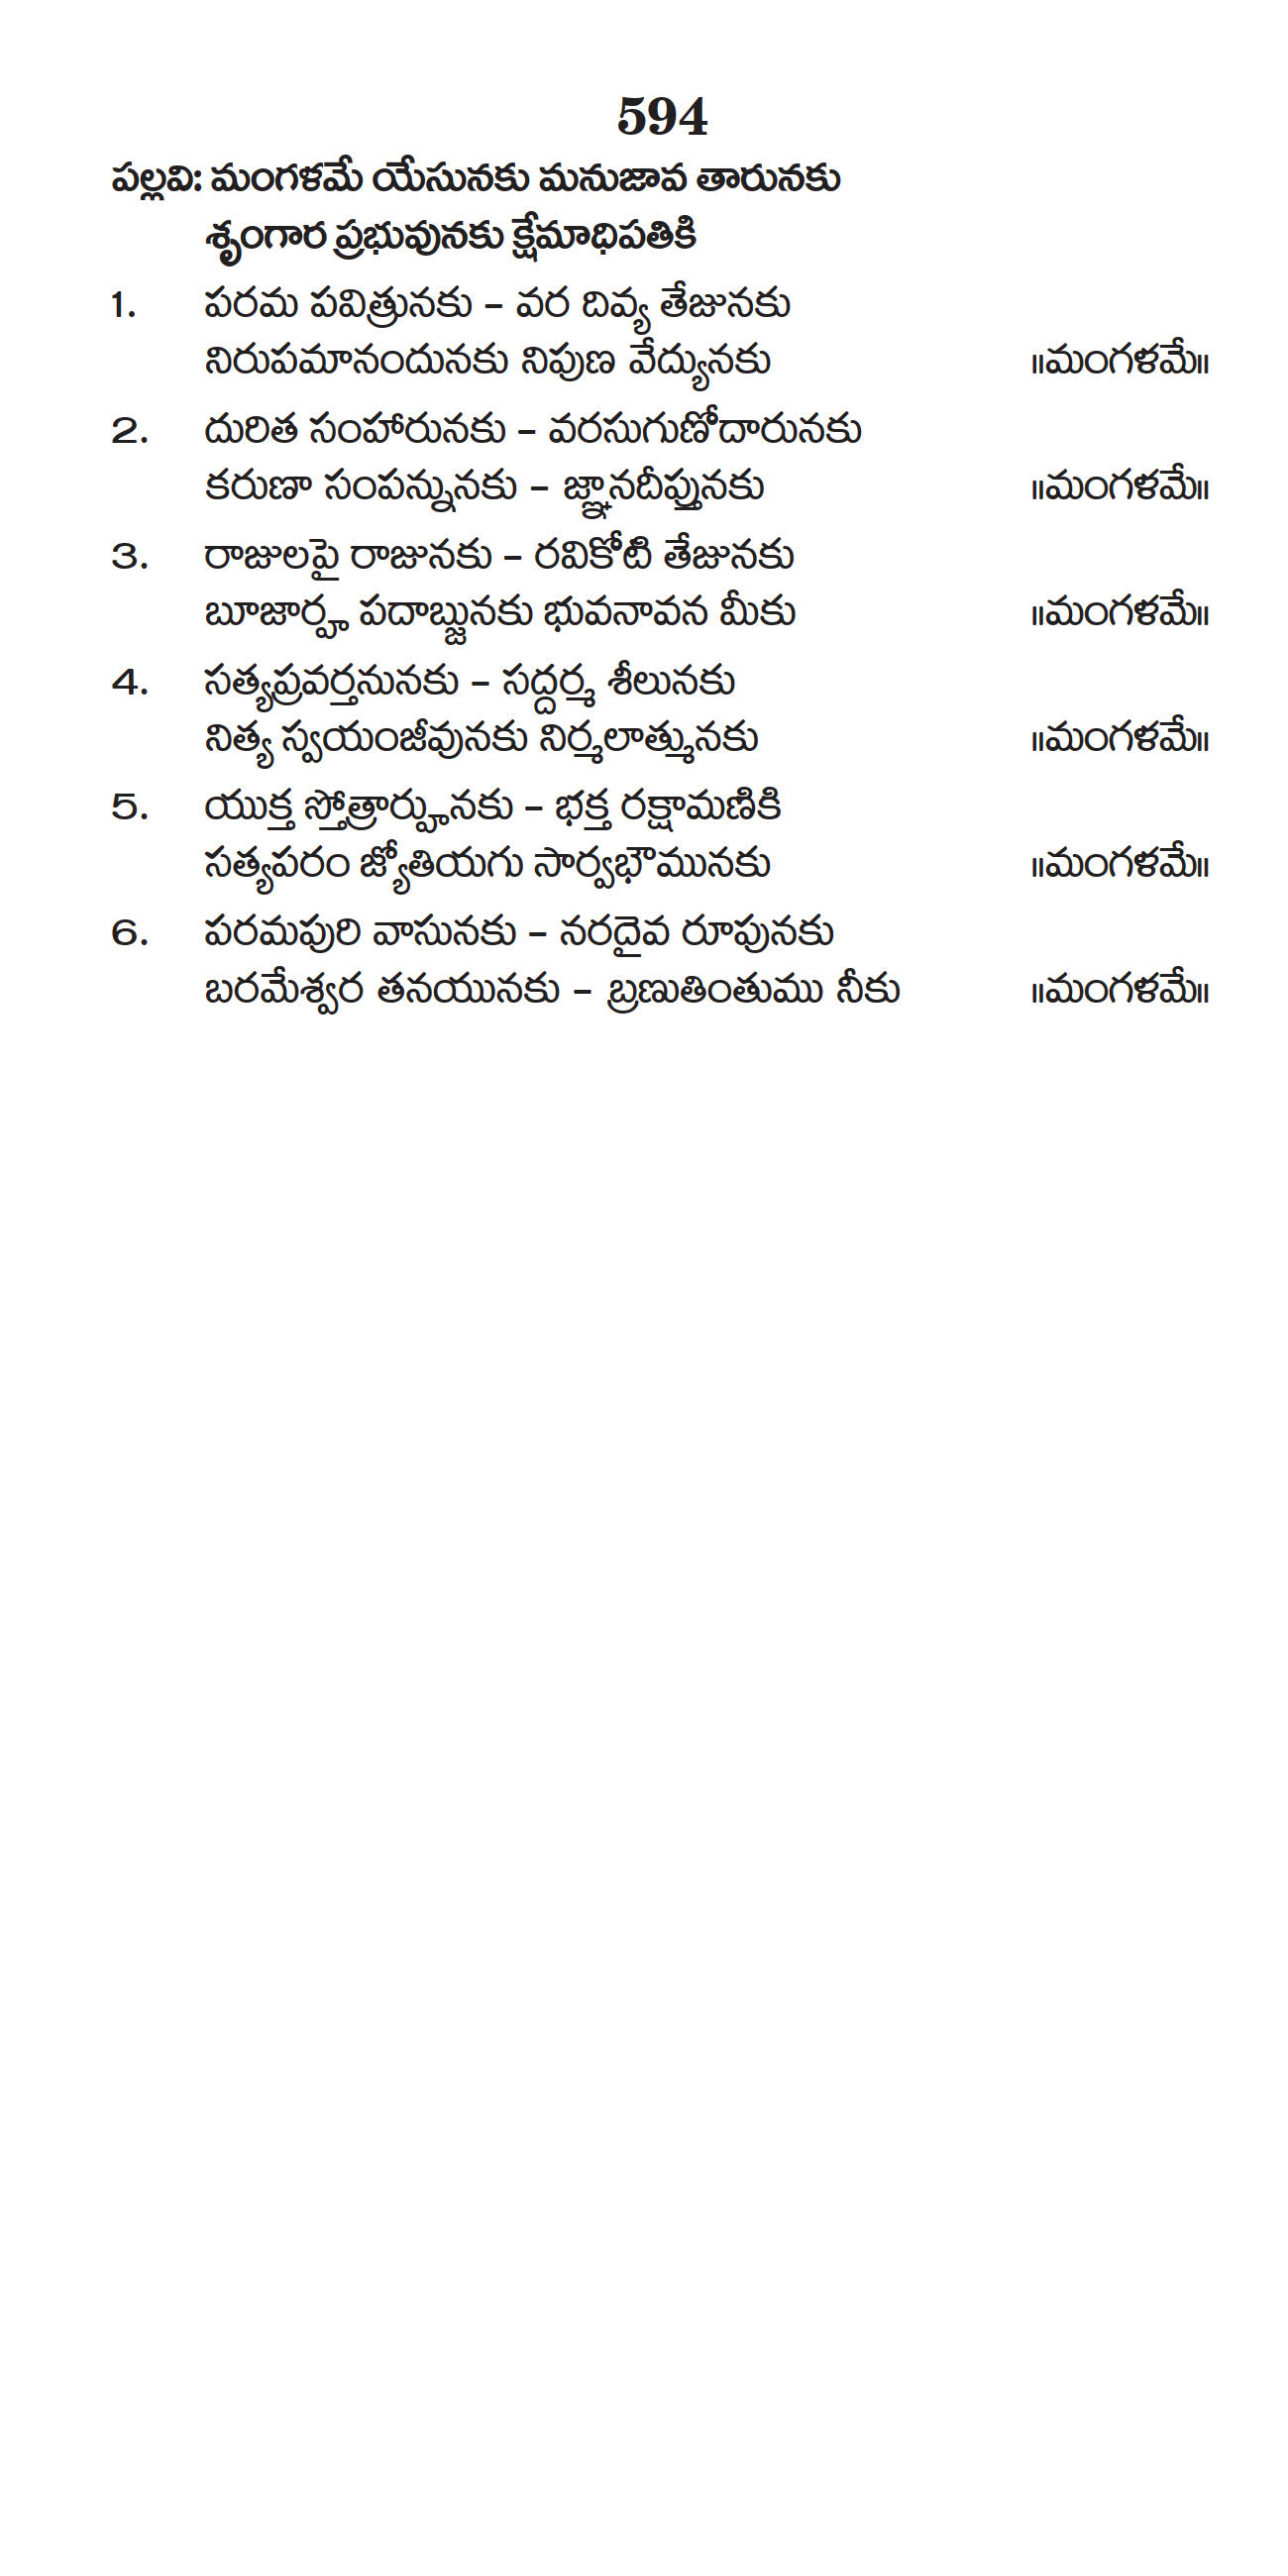 594
పల్లవి: మంగళమే యేసునకు మనుజావ తారునకు
శృంగార ప్రభువునకు క్షేమాధిపతికి
1. పరమ పవిత్రునకు – వర దివ్య తేజునకు
నిరుపమానందునకు నిపుణ వేద్యునకు ॥మంగళమే॥
2. దురిత సంహారునకు – వరసుగుణోదారునకు
కరుణా సంపన్నునకు – జ్ఞానదీప్తునకు ॥మంగళమే॥
3. రాజులపై రాజునకు – రవికోటి తేజునకు
బూజార్హ పదాబ్జునకు భువనావన మీకు ॥మంగళమే॥
4. సత్యప్రవర్తనునకు – సద్దర్మ శీలునకు
నిత్య స్వయంజీవునకు నిర్మలాత్మునకు ॥మంగళమే॥
5. యుక్త స్తోత్రార్హునకు – భక్త రక్షామణికి
సత్యపరం జ్యోతియగు సార్వభౌమునకు ॥మంగళమే॥
6. పరమపురి వాసునకు – నరదైవ రూపునకు
బరమేశ్వర తనయునకు – బ్రణుతింతుము నీకు ॥మంగళమే॥